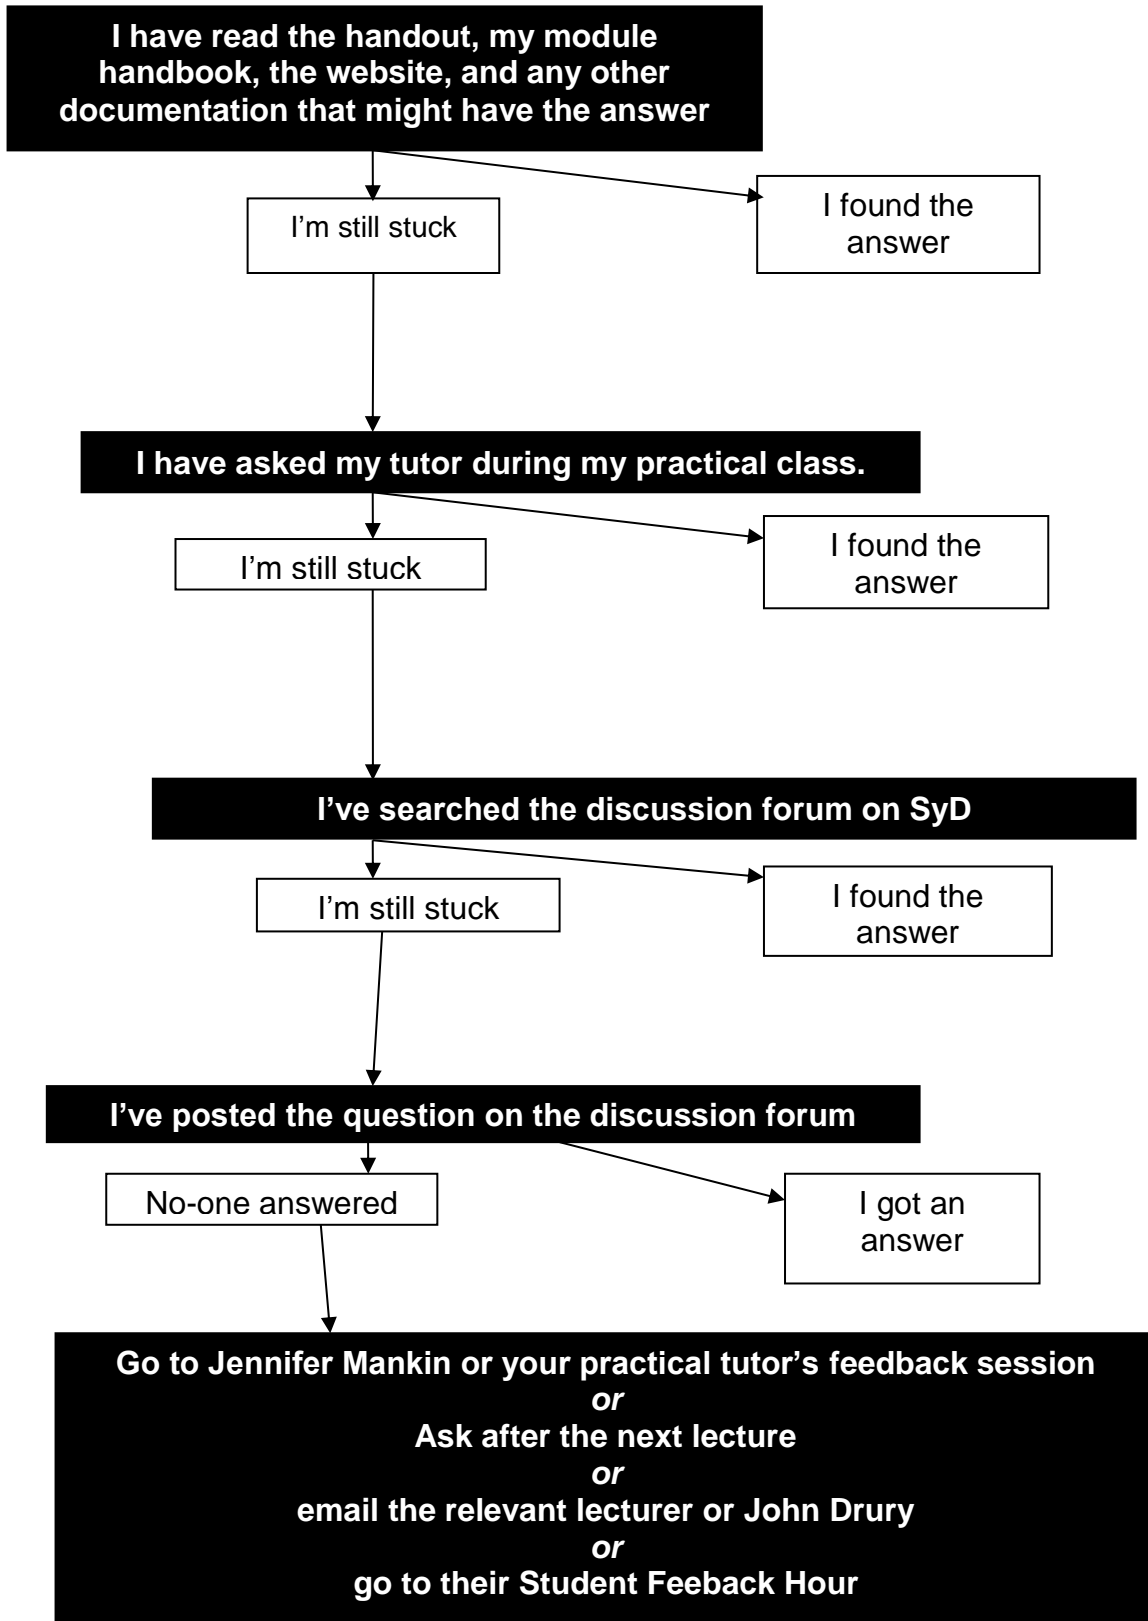 I have read the handout, my module
handbook, the website, and any other
documentation that might have the answer
I'm still stuck
I found the
answer
I have asked my tutor during my practical class.
I'm still stuck
I found the
answer
I've searched the discussion forum on SyD
I'm still stuck
I found the
answer
I've posted the question on the discussion forum
No-one answered
I got an
answer
Go to Jennifer Mankin or your practical tutor's feedback session
or
Ask after the next lecture
or
email the relevant lecturer or John Drury
or
go to their Student Feeback Hour